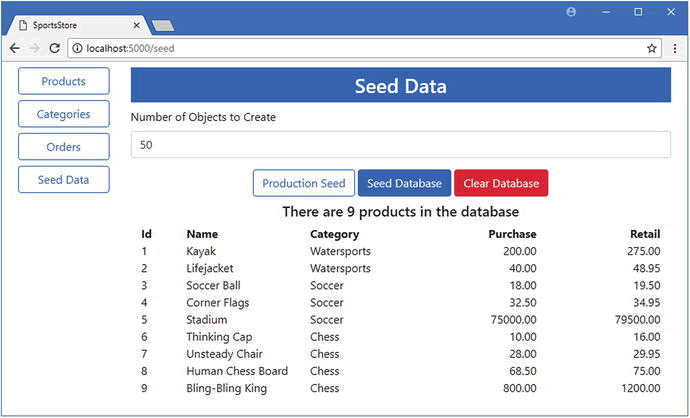 SportsStore
localhost:5000/seed
Products
Categories
Orders
Seed Data
Seed Data
Number of Objects to Create
50
Production Seed Seed Database Clear Database
There are 9 products in the database
Id Name Category Purchase Retail
1 Kayak Watersports 200.00 275.00
2 Lifejacket Watersports 40.00 48.95
3 Soccer Ball Soccer 18.00 19.50
4 Corner Flags Soccer 32.50 34.95
5 Stadium Soccer 75000.00 79500.00
6 Thinking Cap Chess 10.00 16.00
7 Unsteady Chair Chess 28.00 29.95
8 Human Chess Board Chess 68.50 75.00
9 Bling-Bling King Chess 800.00 1200.00